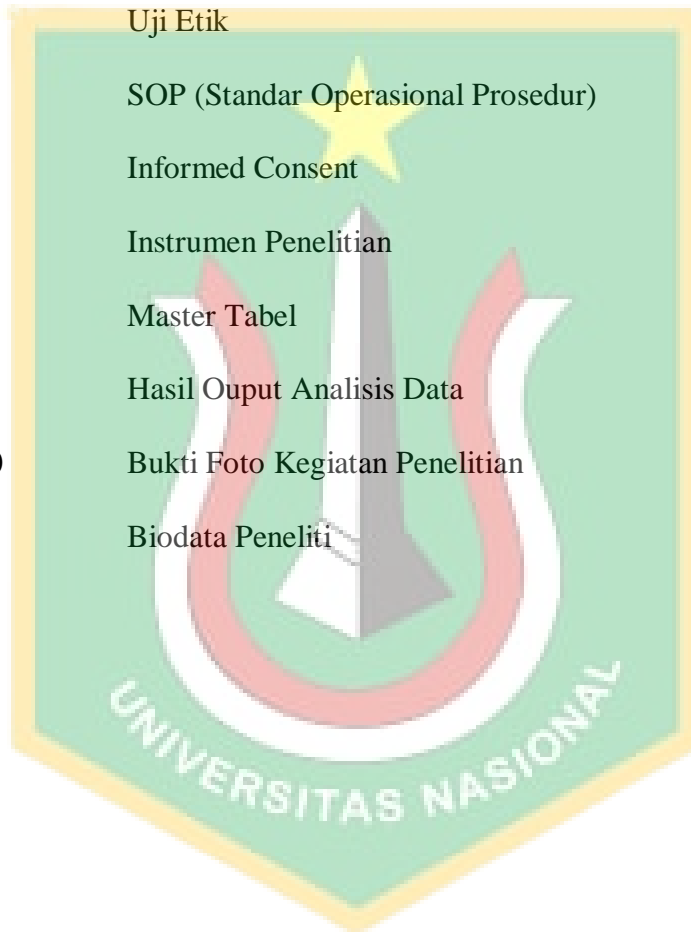 Uji Etik
SOP (Standar Operasional Prosedur)
Informed Consent
Instrumen Penelitian
Master Tabel
Hasil Ouput Analisis Data
) Bukti Foto Kegiatan Penelitian
Biodata Peneliti
UNIVERSITAS NASIONAL